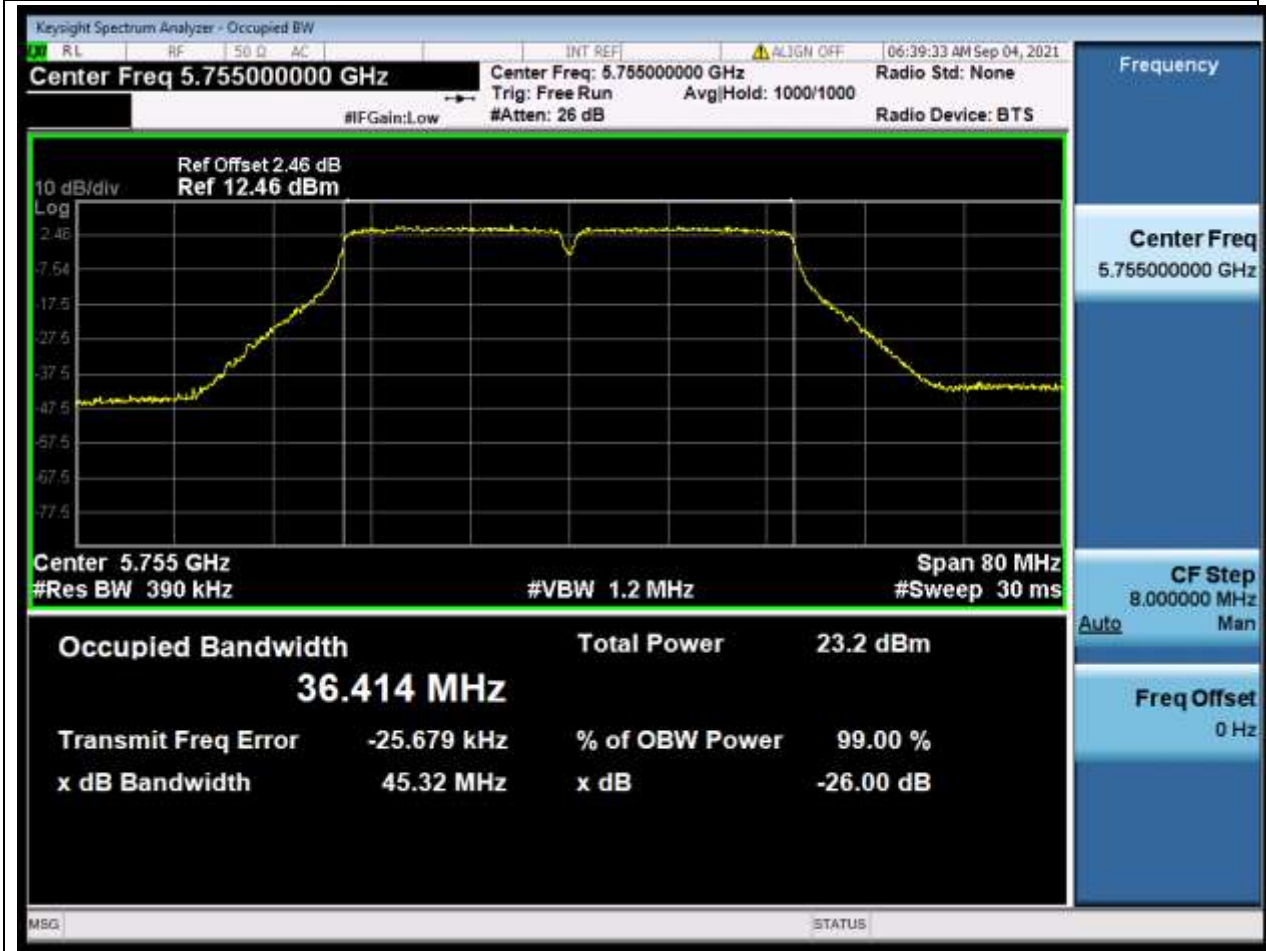 Keysight Spectrum Analyzer - Occupied BW
LXI RL RF 50 Ω AC INT REF ALIGN OFF 06:39:33 AM Sep 04, 2021
Center Freq 5.755000000 GHz
Center Freq: 5.755000000 GHz
Radio Std: None
Trig: Free Run Avg|Hold: 1000/1000
#IFGain:Low #Atten: 26 dB Radio Device: BTS
Ref Offset 2.46 dB
10 dB/div Ref 12.46 dBm
Log
2.46
-7.54
-17.5
-27.5
-37.5
-47.5
-57.5
-67.5
-77.5
Center 5.755 GHz Span 80 MHz
#Res BW 390 kHz #VBW 1.2 MHz #Sweep 30 ms
Occupied Bandwidth Total Power 23.2 dBm
36.414 MHz
Transmit Freq Error -25.679 kHz % of OBW Power 99.00 %
x dB Bandwidth 45.32 MHz x dB -26.00 dB
MSG STATUS
Frequency
Center Freq
5.755000000 GHz
CF Step
8.000000 MHz
Auto Man
Freq Offset
0 Hz